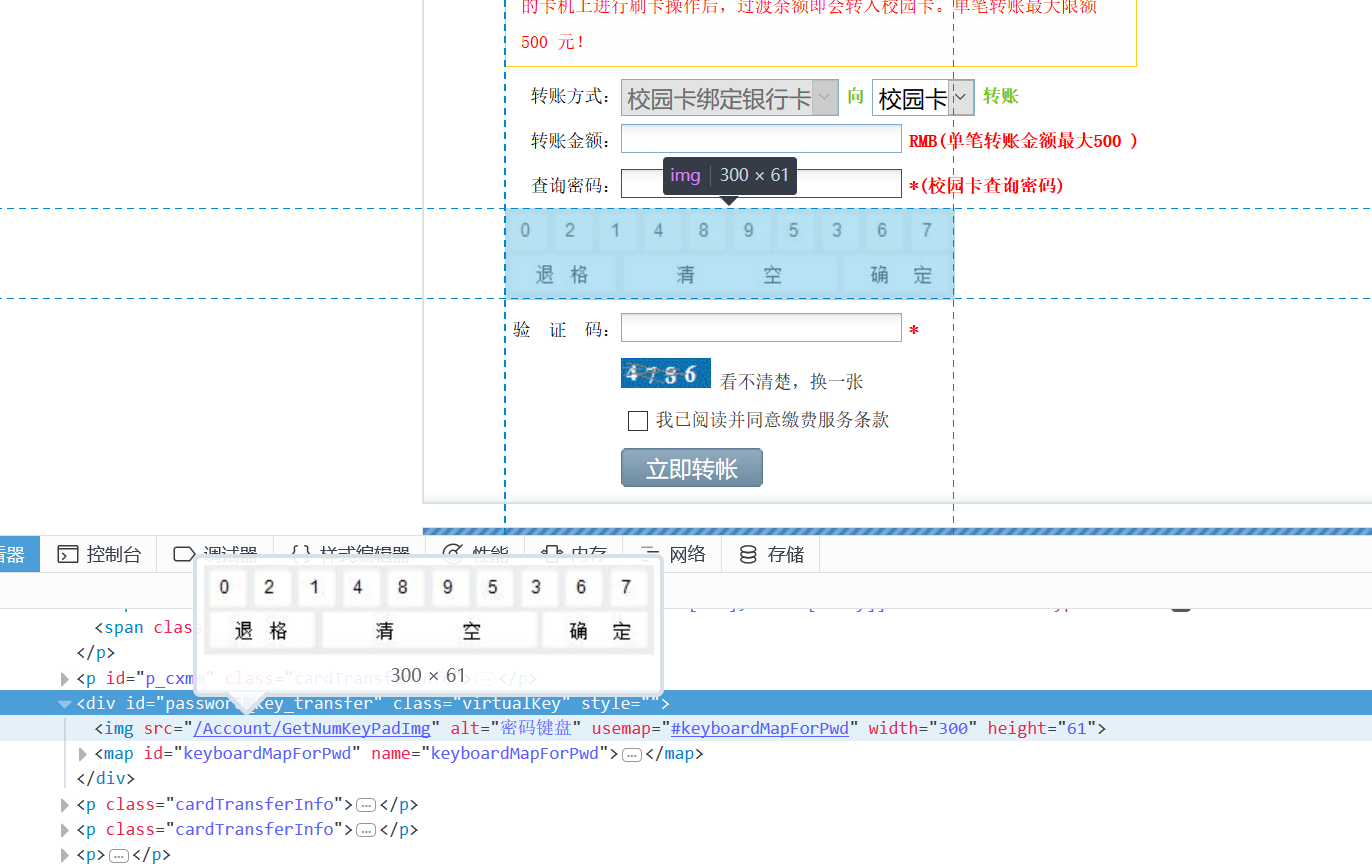 的卡机上进行刷卡操作后，过渡余额即会转入校园卡。单笔转账最大限额
500 元！
转账方式： 校园卡绑定银行卡 向 校园卡 转账
转账金额： RMB(单笔转账金额最大500 )
img 300 × 61
查询密码： *(校园卡查询密码)
0 2 1 4 8 9 5 3 6 7
退 格 清 空 确 定
验 证 码： *
4786 看不清楚，换一张
我已阅读并同意缴费服务条款
立即转帐
看器 控制台 调试器 {} 样式编辑器 性能 内存 网络 存储
0 2 1 4 8 9 5 3 6 7
退 格 清 空 确 定
300 × 61
<span clas
</p>
<p id="p_cxmm" class="cardTransferInfo">…</p>
<div id="password_key_transfer" class="virtualKey" style="">
<img src="/Account/GetNumKeyPadImg" alt="密码键盘" usemap="#keyboardMapForPwd" width="300" height="61">
<map id="keyboardMapForPwd" name="keyboardMapForPwd">…</map>
</div>
<p class="cardTransferInfo">…</p>
<p class="cardTransferInfo">…</p>
<p>…</p>